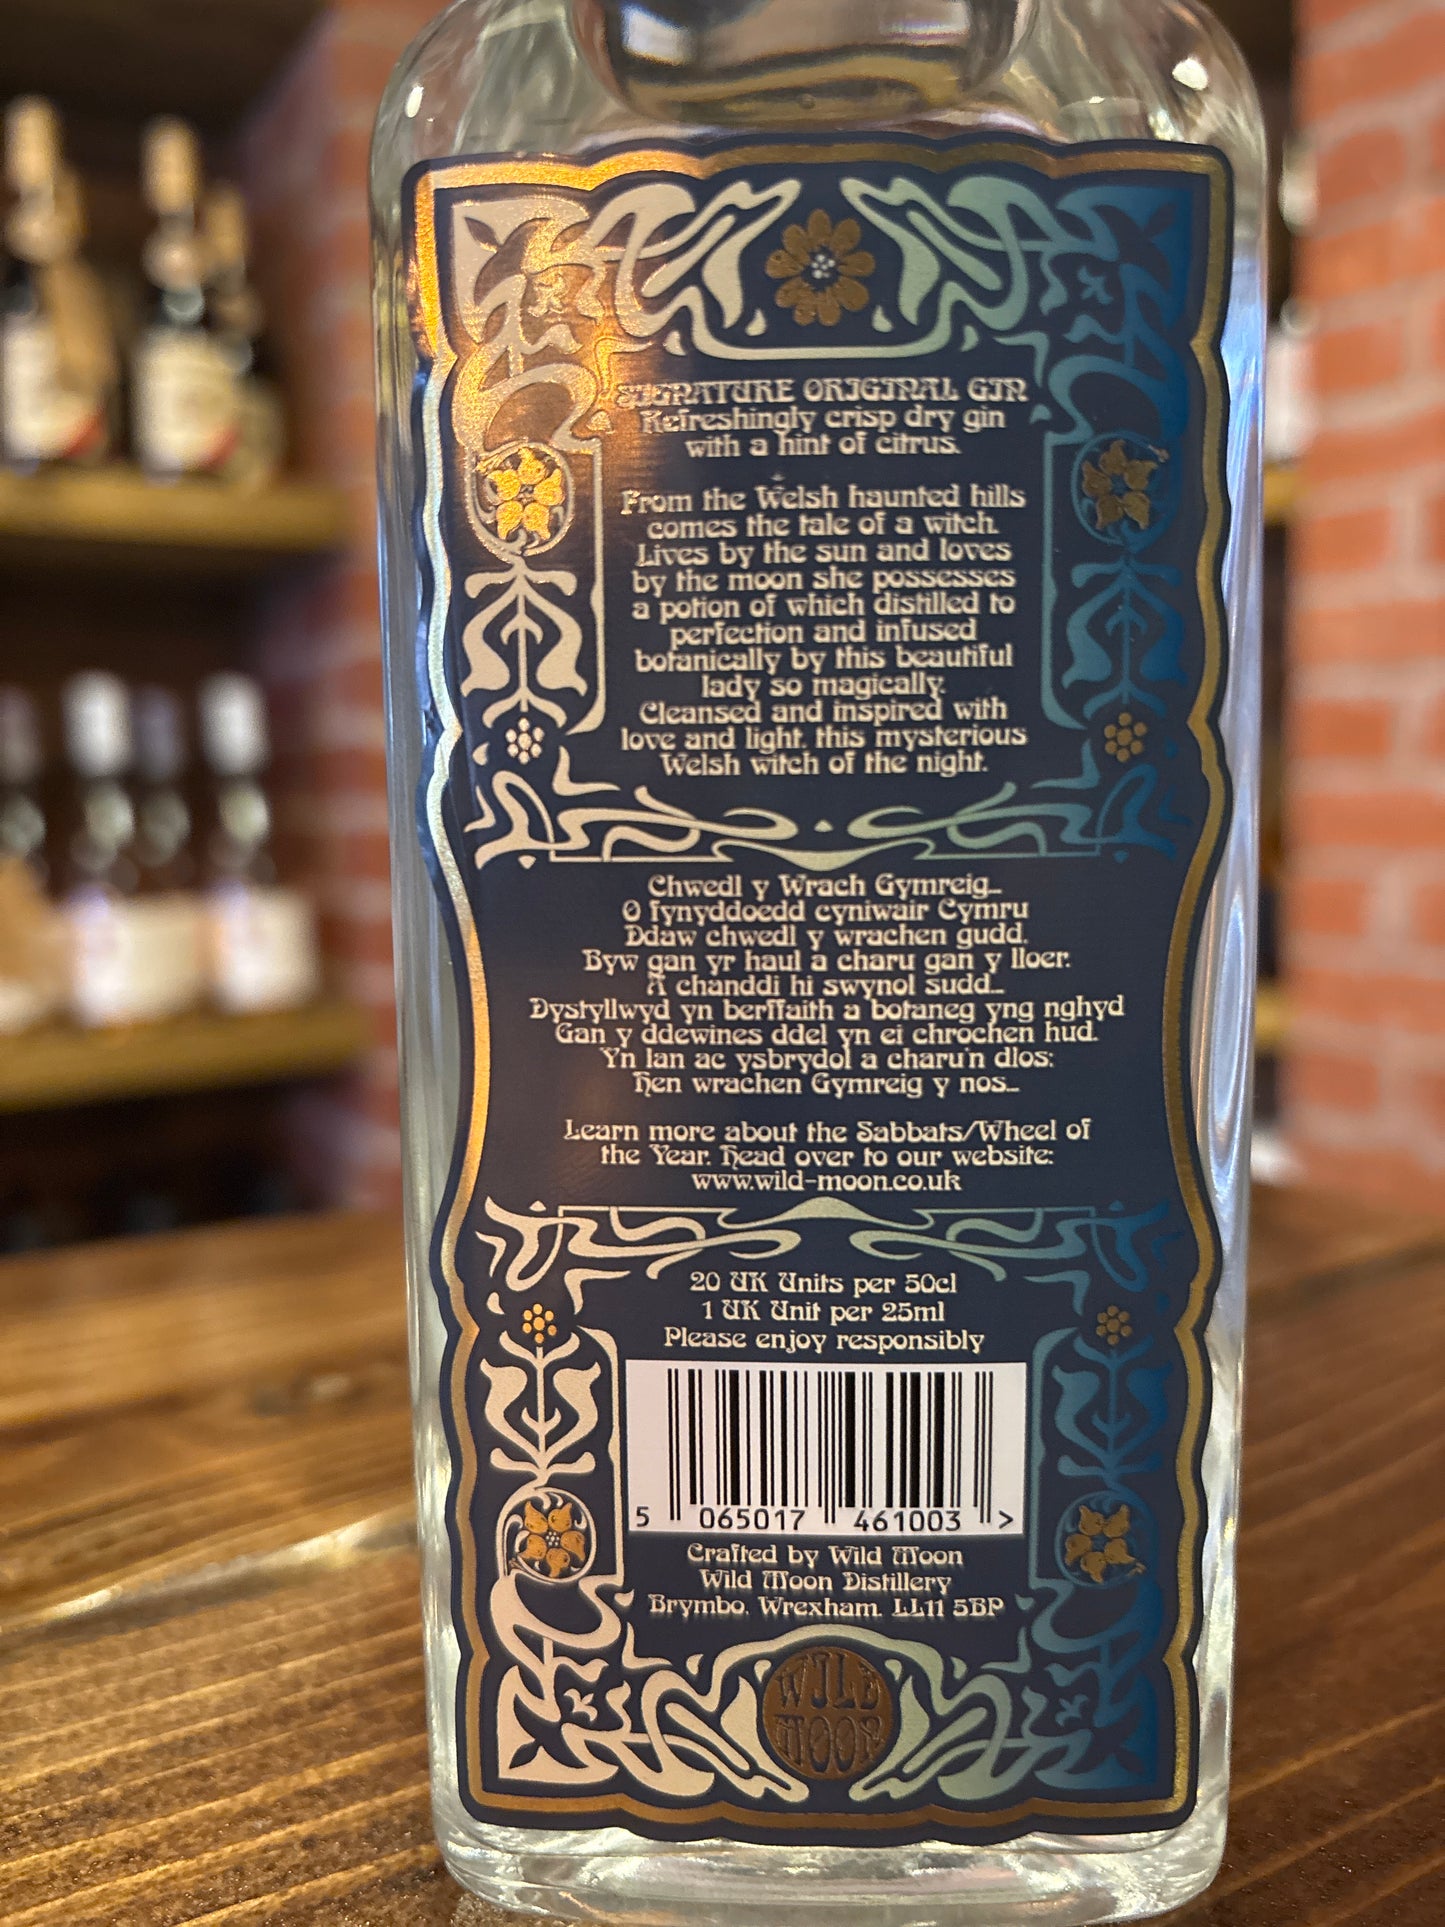 SIGNATURE ORIGINAL GIN
Refreshingly crisp dry gin
with a hint of citrus.
From the Welsh haunted hills
comes the tale of a witch.
Lives by the sun and loves
by the moon she possesses
a potion of which distilled to
perfection and infused
botanically by this beautiful
lady so magically.
Cleansed and inspired with
love and light, this mysterious
Welsh witch of the night.
Chwedl y Wrach Gymreig...
O fynyddoedd cyniwair Cymru
Ddaw chwedl y wrachen gudd,
Byw gan yr haul a charu gan y lloer,
A chanddi hi swynol sudd...
Dystyllwyd yn berffaith a botaneg yng nghyd
Gan y ddewines ddel yn ei chrochen hud.
Yn lan ac ysbrydol a charu'n dlos:
Hen wrachen Gymreig y nos...
Learn more about the Sabbats/Wheel of
the Year. Head over to our website:
www.wild-moon.co.uk
20 UK Units per 50cl
1 UK Unit per 25ml
Please enjoy responsibly
5 065017 461003 >
Crafted by Wild Moon
Wild Moon Distillery
Brymbo, Wrexham, LL11 5BP
WILD
MOON